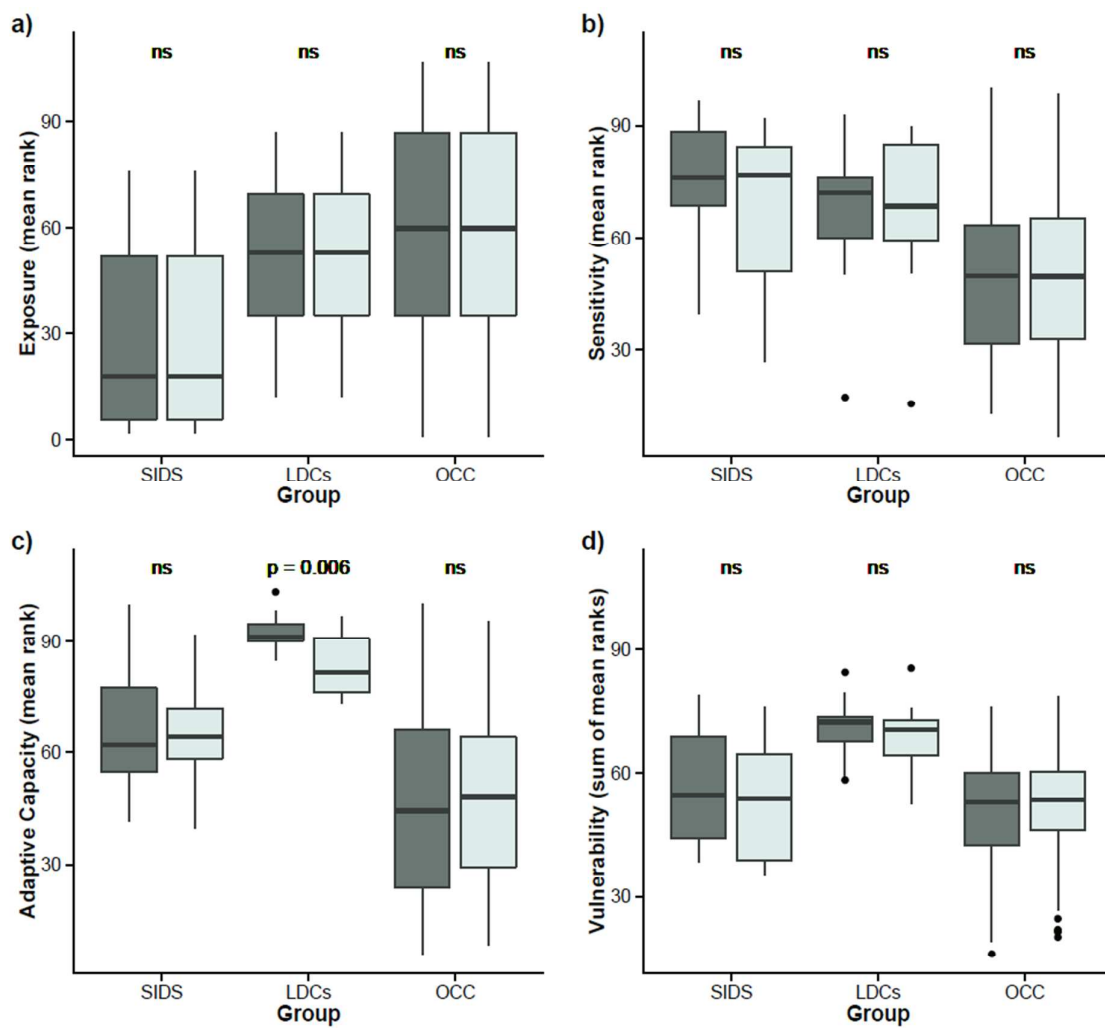 a)
ns ns ns
90
60
30
0
Exposure (mean rank)
SIDS LDCs OCC
Group
b)
ns ns ns
90
60
30
Sensitivity (mean rank)
SIDS LDCs OCC
Group
c)
ns p = 0.006 ns
90
60
30
Adaptive Capacity (mean rank)
SIDS LDCs OCC
Group
d)
ns ns ns
90
60
30
Vulnerability (sum of mean ranks)
SIDS LDCs OCC
Group